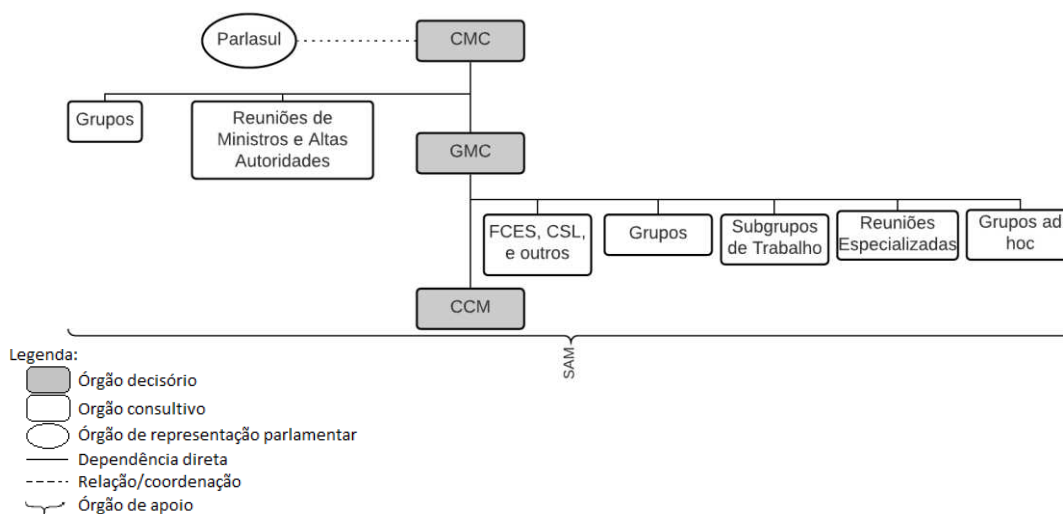 Parlasul
CMC
Grupos
Reuniões de
Ministros e Altas
Autoridades
GMC
FCES, CSL,
e outros
Grupos
Subgrupos
de Trabalho
Reuniões
Especializadas
Grupos ad
hoc
CCM
SAM
Legenda:
Órgão decisório
Orgão consultivo
Órgão de representação parlamentar
Dependência direta
Relação/coordenação
Órgão de apoio